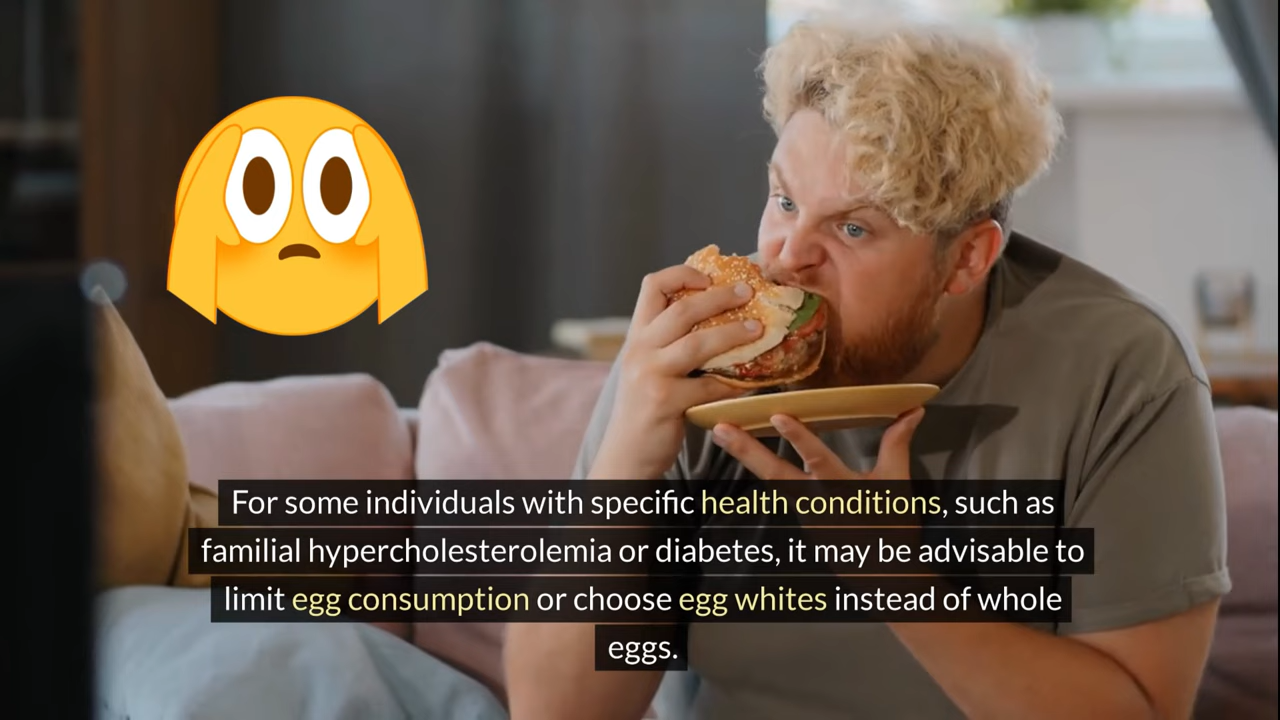 For some individuals with specific health conditions, such as
familial hypercholesterolemia or diabetes, it may be advisable to
limit egg consumption or choose egg whites instead of whole
eggs.